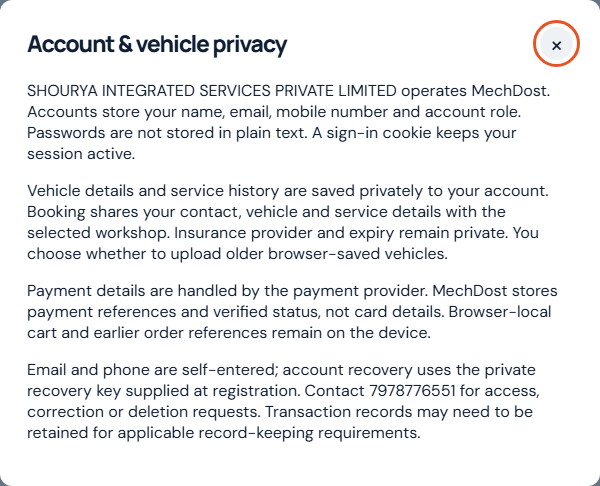 Account & vehicle privacy
×
SHOURYA INTEGRATED SERVICES PRIVATE LIMITED operates MechDost.
Accounts store your name, email, mobile number and account role.
Passwords are not stored in plain text. A sign-in cookie keeps your
session active.
Vehicle details and service history are saved privately to your account.
Booking shares your contact, vehicle and service details with the
selected workshop. Insurance provider and expiry remain private. You
choose whether to upload older browser-saved vehicles.
Payment details are handled by the payment provider. MechDost stores
payment references and verified status, not card details. Browser-local
cart and earlier order references remain on the device.
Email and phone are self-entered; account recovery uses the private
recovery key supplied at registration. Contact 7978776551 for access,
correction or deletion requests. Transaction records may need to be
retained for applicable record-keeping requirements.